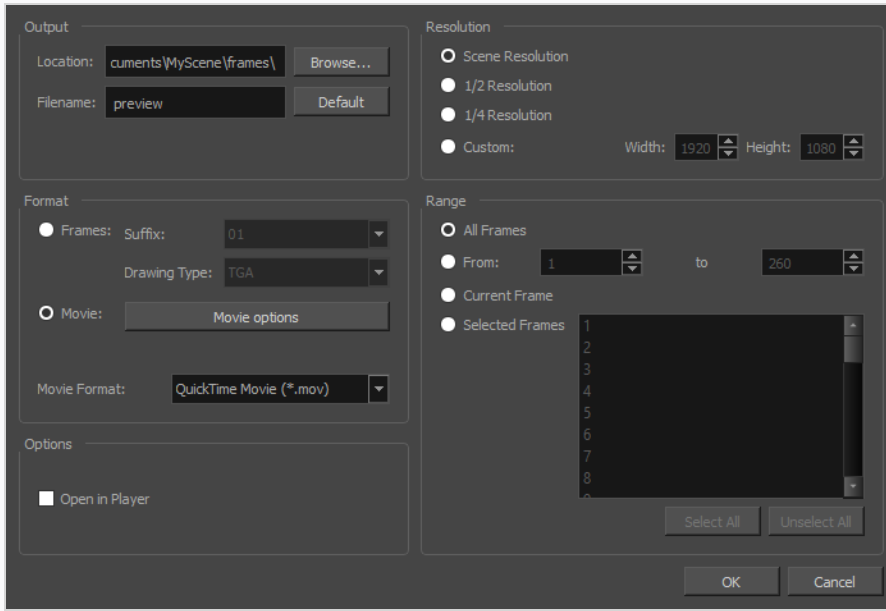 Output
Location: cuments\MyScene\frames\ Browse...
Filename: preview Default
Resolution
Scene Resolution
1/2 Resolution
1/4 Resolution
Custom: Width: 1920 Height: 1080
Format
Frames: Suffix: 01
Drawing Type: TGA
Movie: Movie options
Movie Format: QuickTime Movie (*.mov)
Range
All Frames
From: 1 to 260
Current Frame
Selected Frames 1
2
3
4
5
6
7
8
Select All Unselect All
Options
Open in Player
OK Cancel